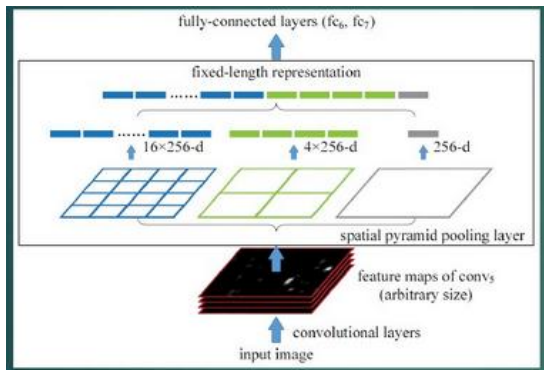 fully-connected layers (fc₆, fc₇)
fixed-length representation
......
......
16×256-d
4×256-d
256-d
spatial pyramid pooling layer
feature maps of conv₅
(arbitrary size)
convolutional layers
input image